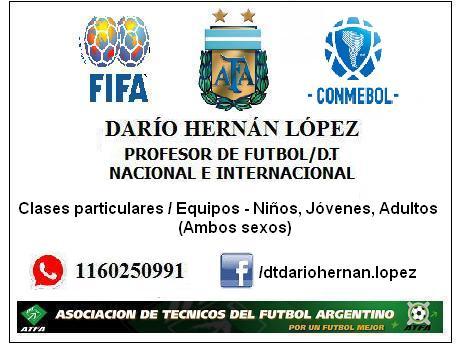 FIFA
AFA
-CONMEBOL-
DARÍO HERNÁN LÓPEZ
PROFESOR DE FUTBOL/D.T
NACIONAL E INTERNACIONAL
Clases particulares / Equipos - Niños, Jóvenes, Adultos
(Ambos sexos)
1160250991
f /dtdariohernan.lopez
ATFA ASOCIACION DE TECNICOS DEL FUTBOL ARGENTINO ATFA
POR UN FUTBOL MEJOR